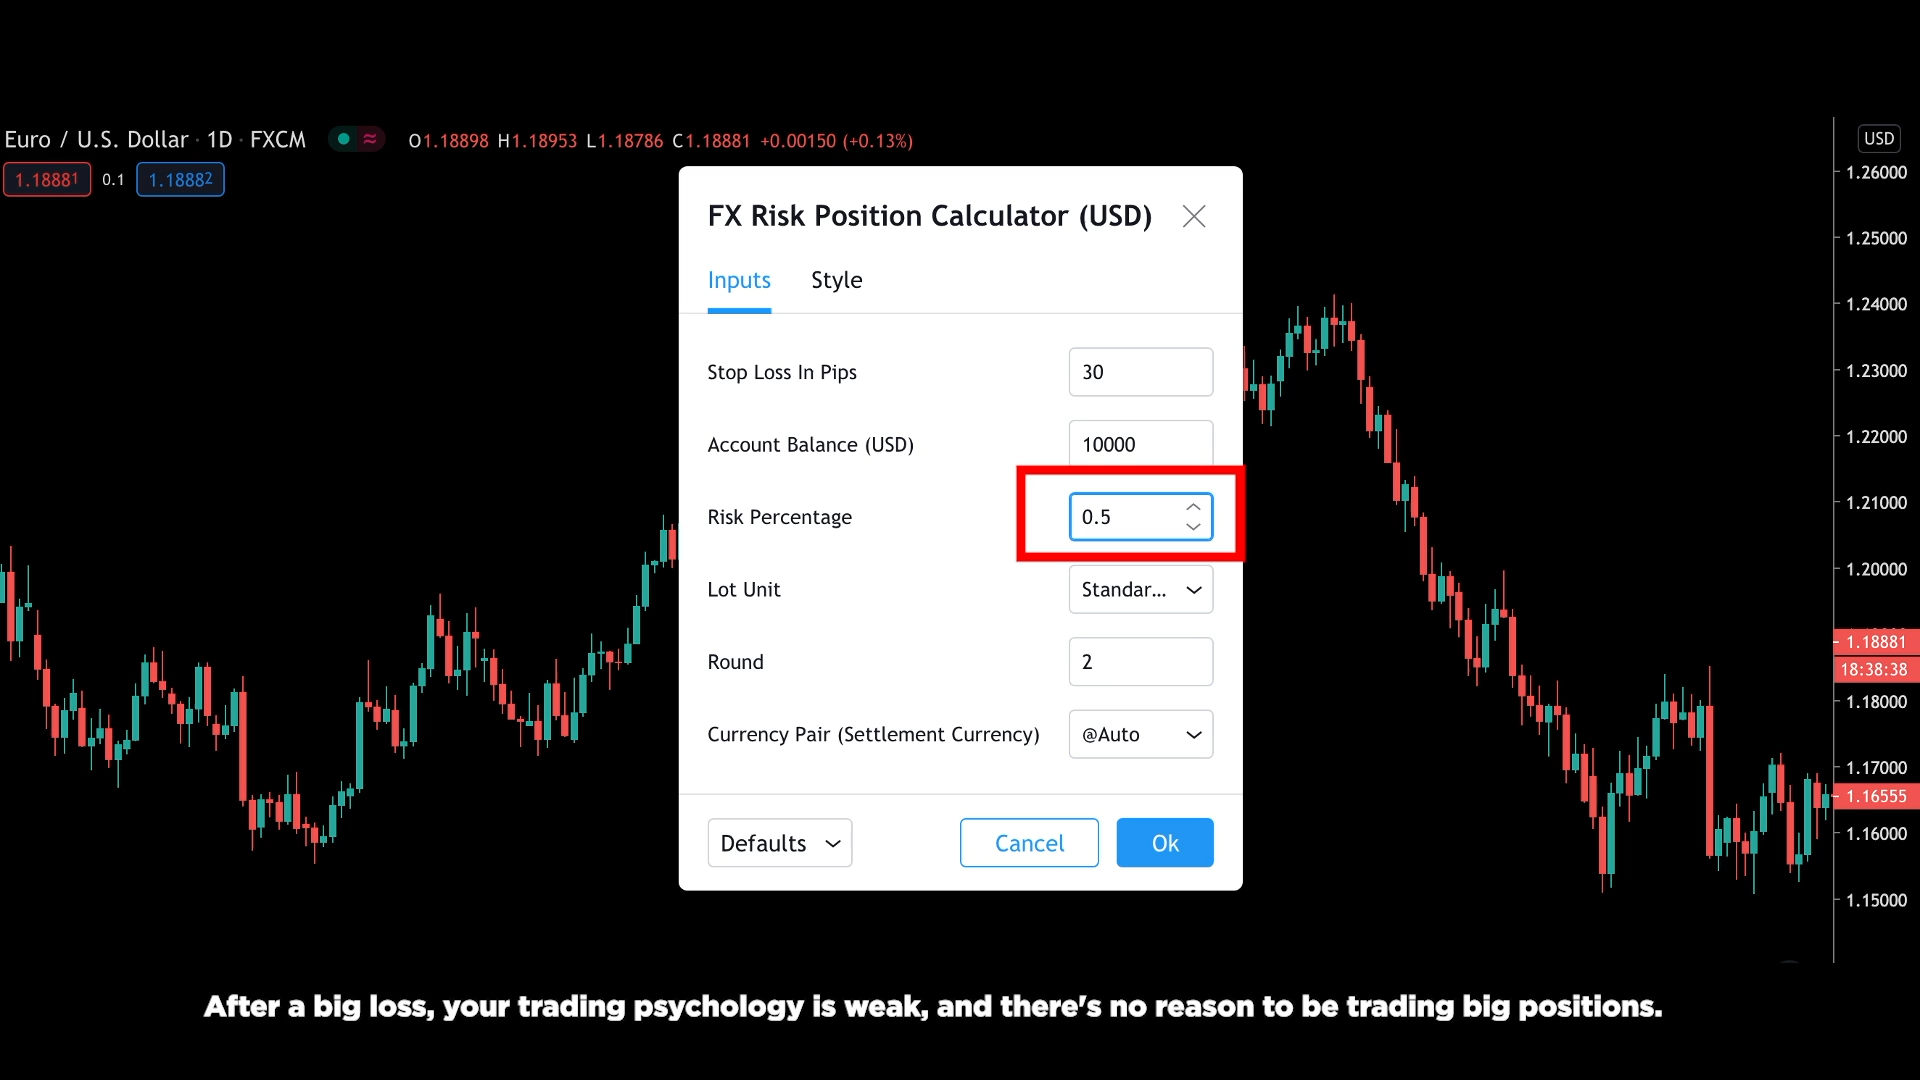 Euro / U.S. Dollar · 1D · FXCM ≈ O1.18898 H1.18953 L1.18786 C1.18881 +0.00150 (+0.13%)
1.18881 0.1 1.18882
FX Risk Position Calculator (USD)
Inputs Style
Stop Loss In Pips 30
Account Balance (USD) 10000
Risk Percentage 0.5
Lot Unit Standar...
Round 2
Currency Pair (Settlement Currency) @Auto
Defaults Cancel Ok
USD
1.26000
1.25000
1.24000
1.23000
1.22000
1.21000
1.20000
1.18881
18:38:38
1.18000
1.17000
1.16555
1.16000
1.15000
After a big loss, your trading psychology is weak, and there's no reason to be trading big positions.